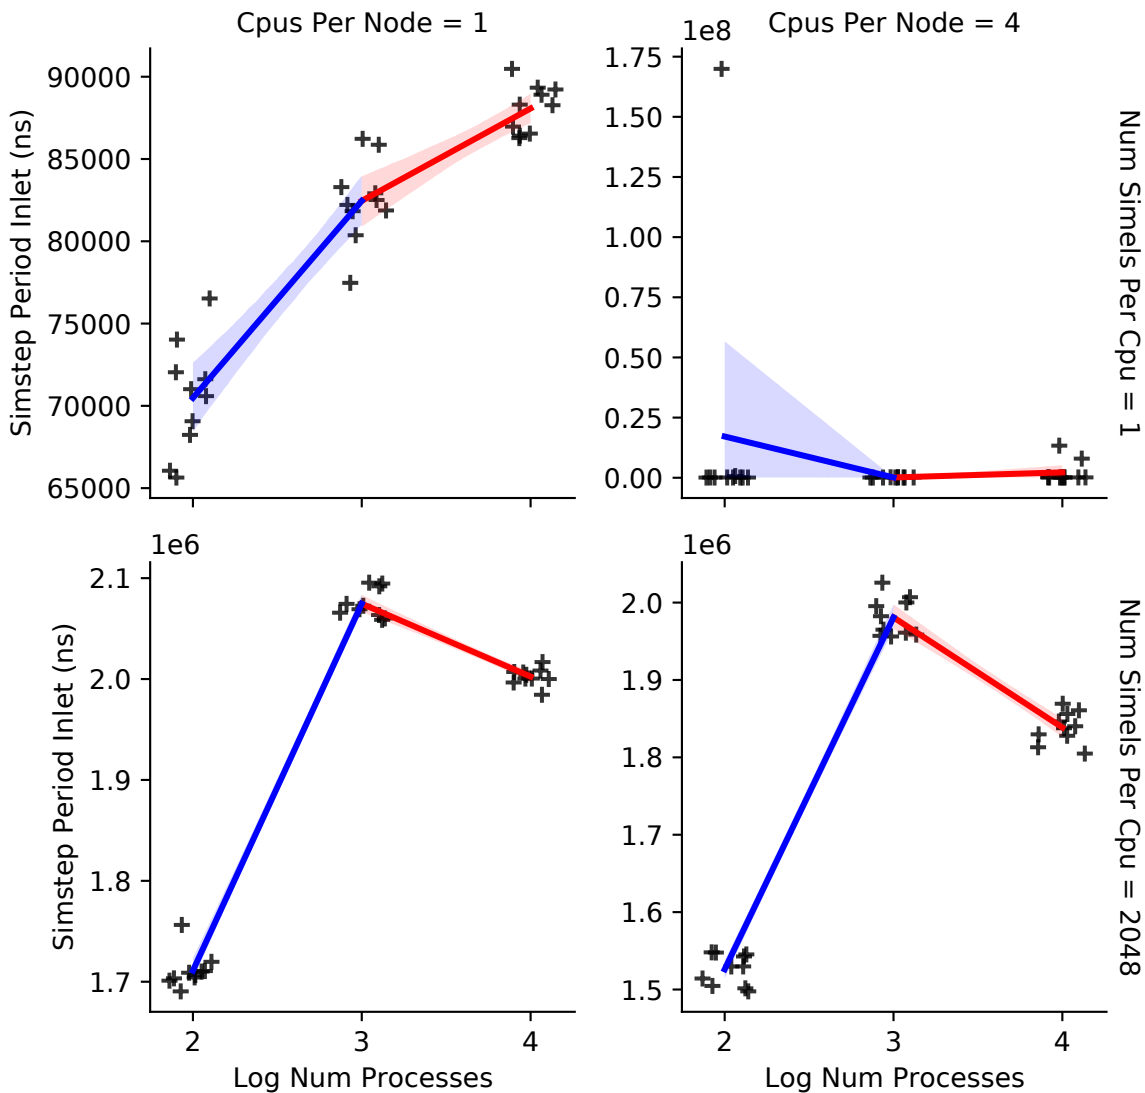 Cpus Per Node = 1
Cpus Per Node = 4
1e8
Simstep Period Inlet (ns)
90000
85000
80000
75000
70000
65000
1.75
1.50
1.25
1.00
0.75
0.50
0.25
0.00
Num Simels Per Cpu = 1
1e6
Simstep Period Inlet (ns)
2.1
2.0
1.9
1.8
1.7
1e6
2.0
1.9
1.8
1.7
1.6
1.5
Num Simels Per Cpu = 2048
2
3
4
2
3
4
Log Num Processes
Log Num Processes